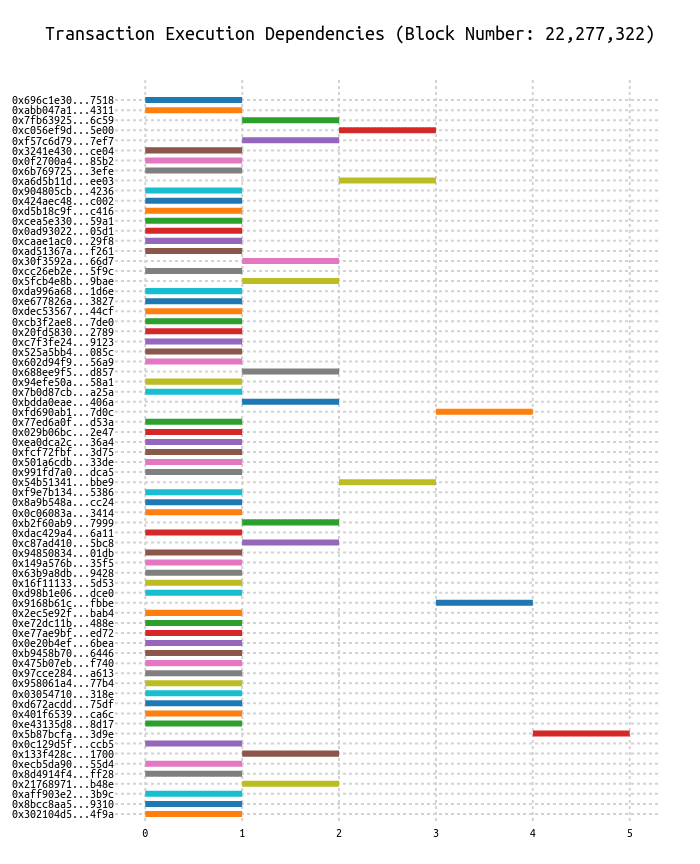 Transaction Execution Dependencies (Block Number: 22,277,322)
0x696c1e30...7518
0xabb047a1...4311
0x7fb63925...6c59
0xc056ef9d...5e00
0xf57c6d79...7ef7
0x3241e430...ce04
0x0f2700a4...85b2
0x6b769725...3efe
0xa6d5b11d...ee03
0x904805cb...4236
0x424aec48...c002
0xd5b18c9f...c416
0xcea5e330...59a1
0x0ad93022...05d1
0xcaae1ac0...29f8
0xad51367a...f261
0x30f3592a...66d7
0xcc26eb2e...5f9c
0x5fcb4e8b...9bae
0xda996a68...1d6e
0xe677826a...3827
0xdec53567...44cf
0xcb3f2ae8...7de0
0x20fd5830...2789
0xc7f3fe24...9123
0x525a5bb4...085c
0x602d94f9...56a9
0x688ee9f5...d857
0x94efe50a...58a1
0x7b0d87cb...a25a
0xbdda0eae...406a
0xfd690ab1...7d0c
0x77ed6a0f...d53a
0x029b06bc...2e47
0xea0dca2c...36a4
0xfcf72fbf...3d75
0x501a6cdb...33de
0x991fd7a0...dca5
0x54b51341...bbe9
0xf9e7b134...5386
0x8a9b548a...cc24
0x0c06083a...3414
0xb2f60ab9...7999
0xdac429a4...6a11
0xc87ad410...5bc8
0x94850834...01db
0x149a576b...35f5
0x63b9a8db...9428
0x16f11133...5d53
0xd98b1e06...dce0
0x9168b61c...fbbe
0x2ec5e92f...bab4
0xe72dc11b...488e
0xe77ae9bf...ed72
0x0e20b4ef...6bea
0xb9458b70...6446
0x475b07eb...f740
0x97cce284...a613
0x958061a4...77b4
0x03054710...318e
0xd672acdd...75df
0x401f6539...ca6c
0xe43135d8...8d17
0x5b87bcfa...3d9e
0x0c129d5f...ccb5
0x133f428c...1700
0xecb5da90...55d4
0x8d4914f4...ff28
0x21768971...b48e
0xaff903e2...3b9c
0x8bcc8aa5...9310
0x302104d5...4f9a
0 1 2 3 4 5